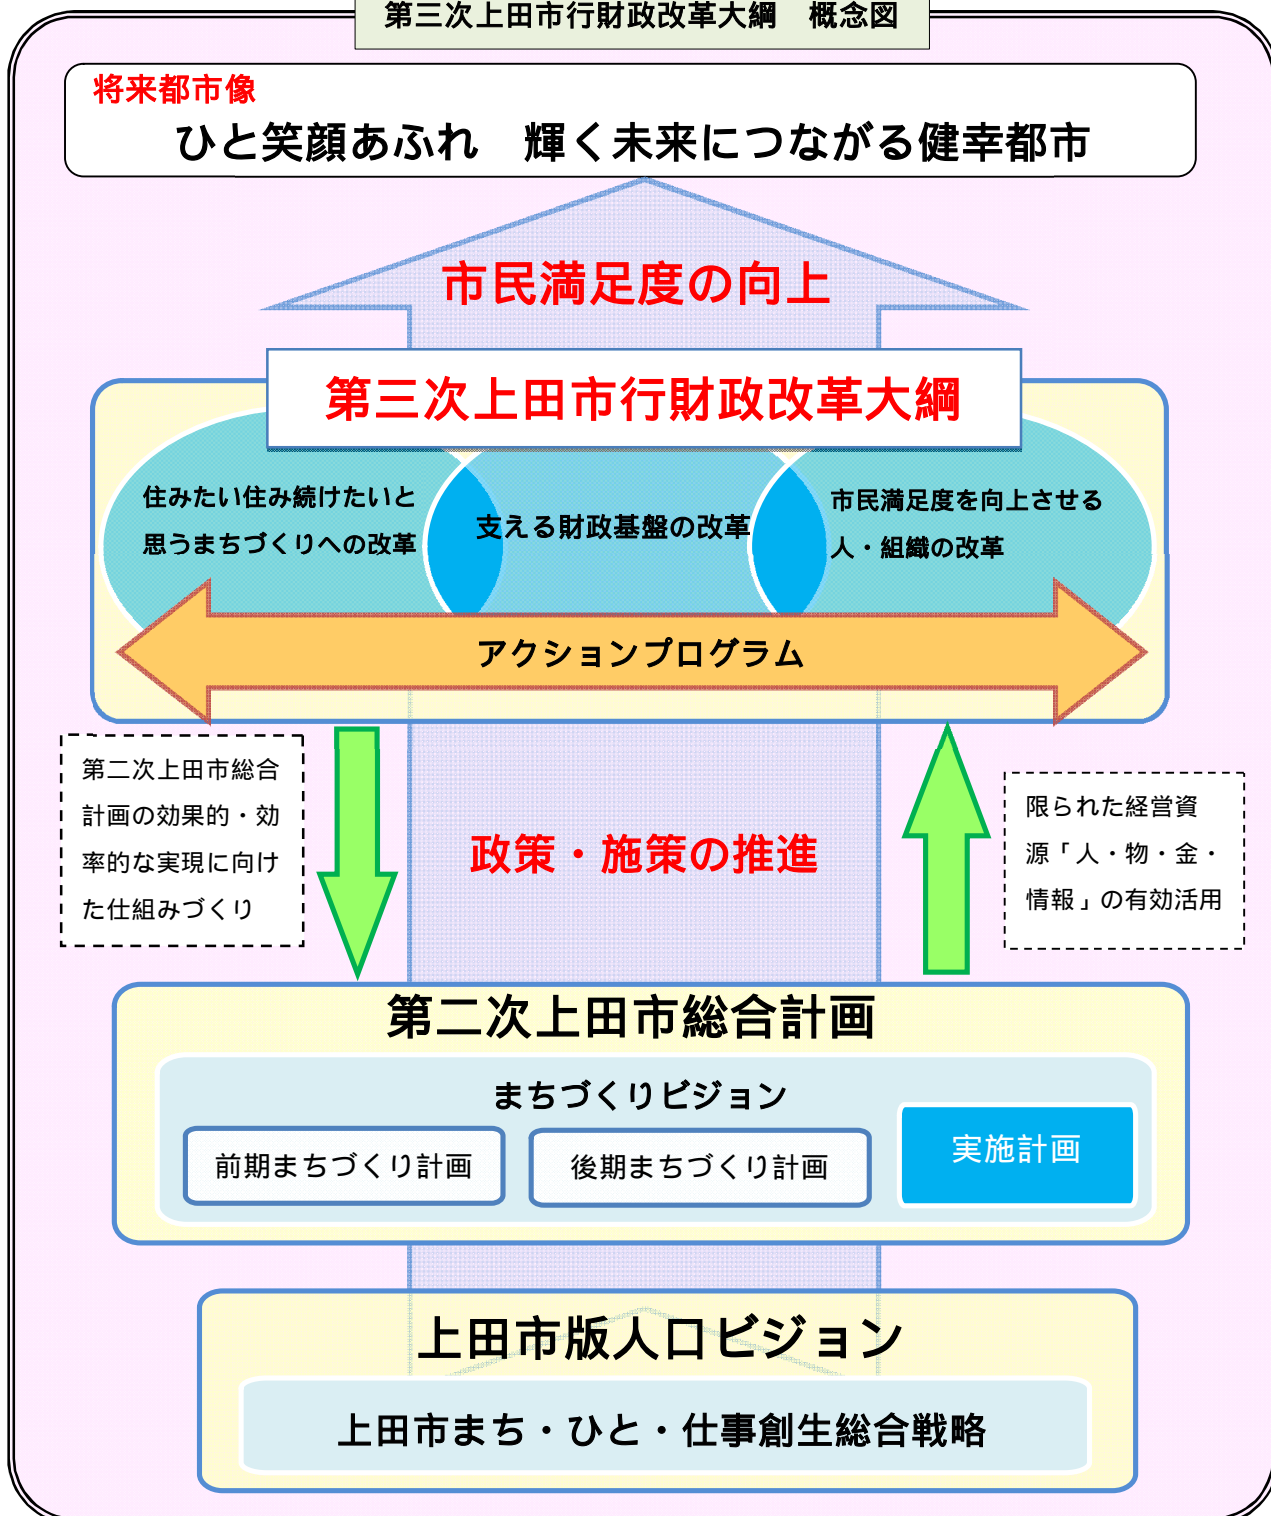 第三次上田市行財政改革大綱　概念図
将来都市像
ひと笑顔あふれ　輝く未来につながる健幸都市
市民満足度の向上
第三次上田市行財政改革大綱
住みたい住み続けたいと
思うまちづくりへの改革
支える財政基盤の改革
市民満足度を向上させる
人・組織の改革
アクションプログラム
第二次上田市総合
計画の効果的・効
率的な実現に向け
た仕組みづくり
政策・施策の推進
限られた経営資
源「人・物・金・
情報」の有効活用
第二次上田市総合計画
まちづくりビジョン
前期まちづくり計画
後期まちづくり計画
実施計画
上田市版人口ビジョン
上田市まち・ひと・仕事創生総合戦略